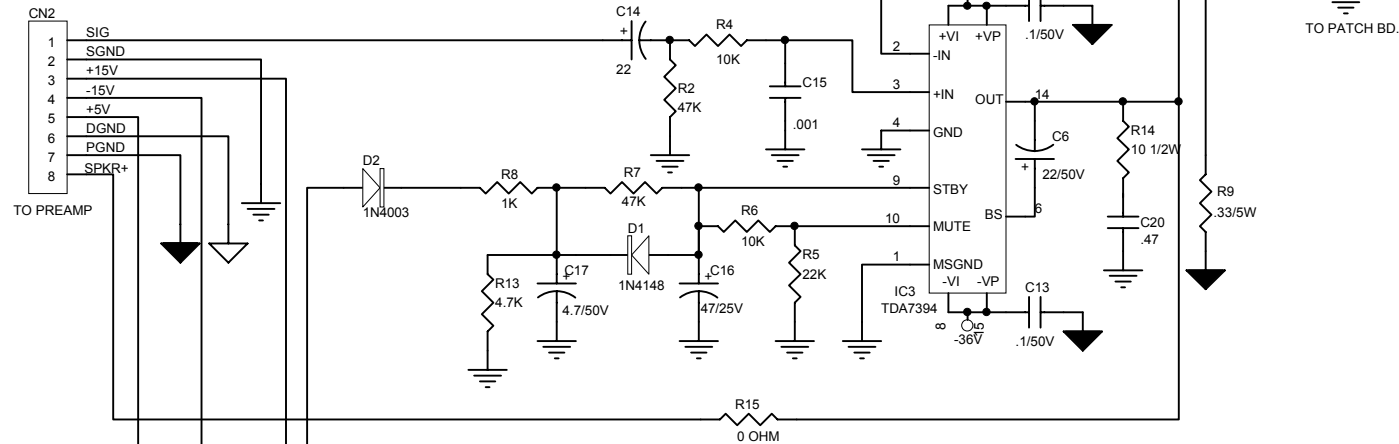 CN2
1 SIG
2 SGND
3 +15V
4 -15V
5 +5V
6 DGND
7 PGND
8 SPKR+
TO PREAMP
C14
+
22
R4
10K
R2
47K
C15
.001
D2
1N4003
R8
1K
R7
47K
R6
10K
R5
22K
D1
1N4148
R13
4.7K
+
C17
4.7/50V
+
C16
47/25V
+VI +VP
.1/50V
2 -IN
3 +IN
4 GND
9 STBY
10 MUTE
1 MSGND
OUT 14
BS 6
-VI -VP
IC3
TDA7394
8
15
-36V
C13
.1/50V
C6
+
22/50V
R14
10 1/2W
C20
.47
R9
.33/5W
R15
0 OHM
TO PATCH BD.